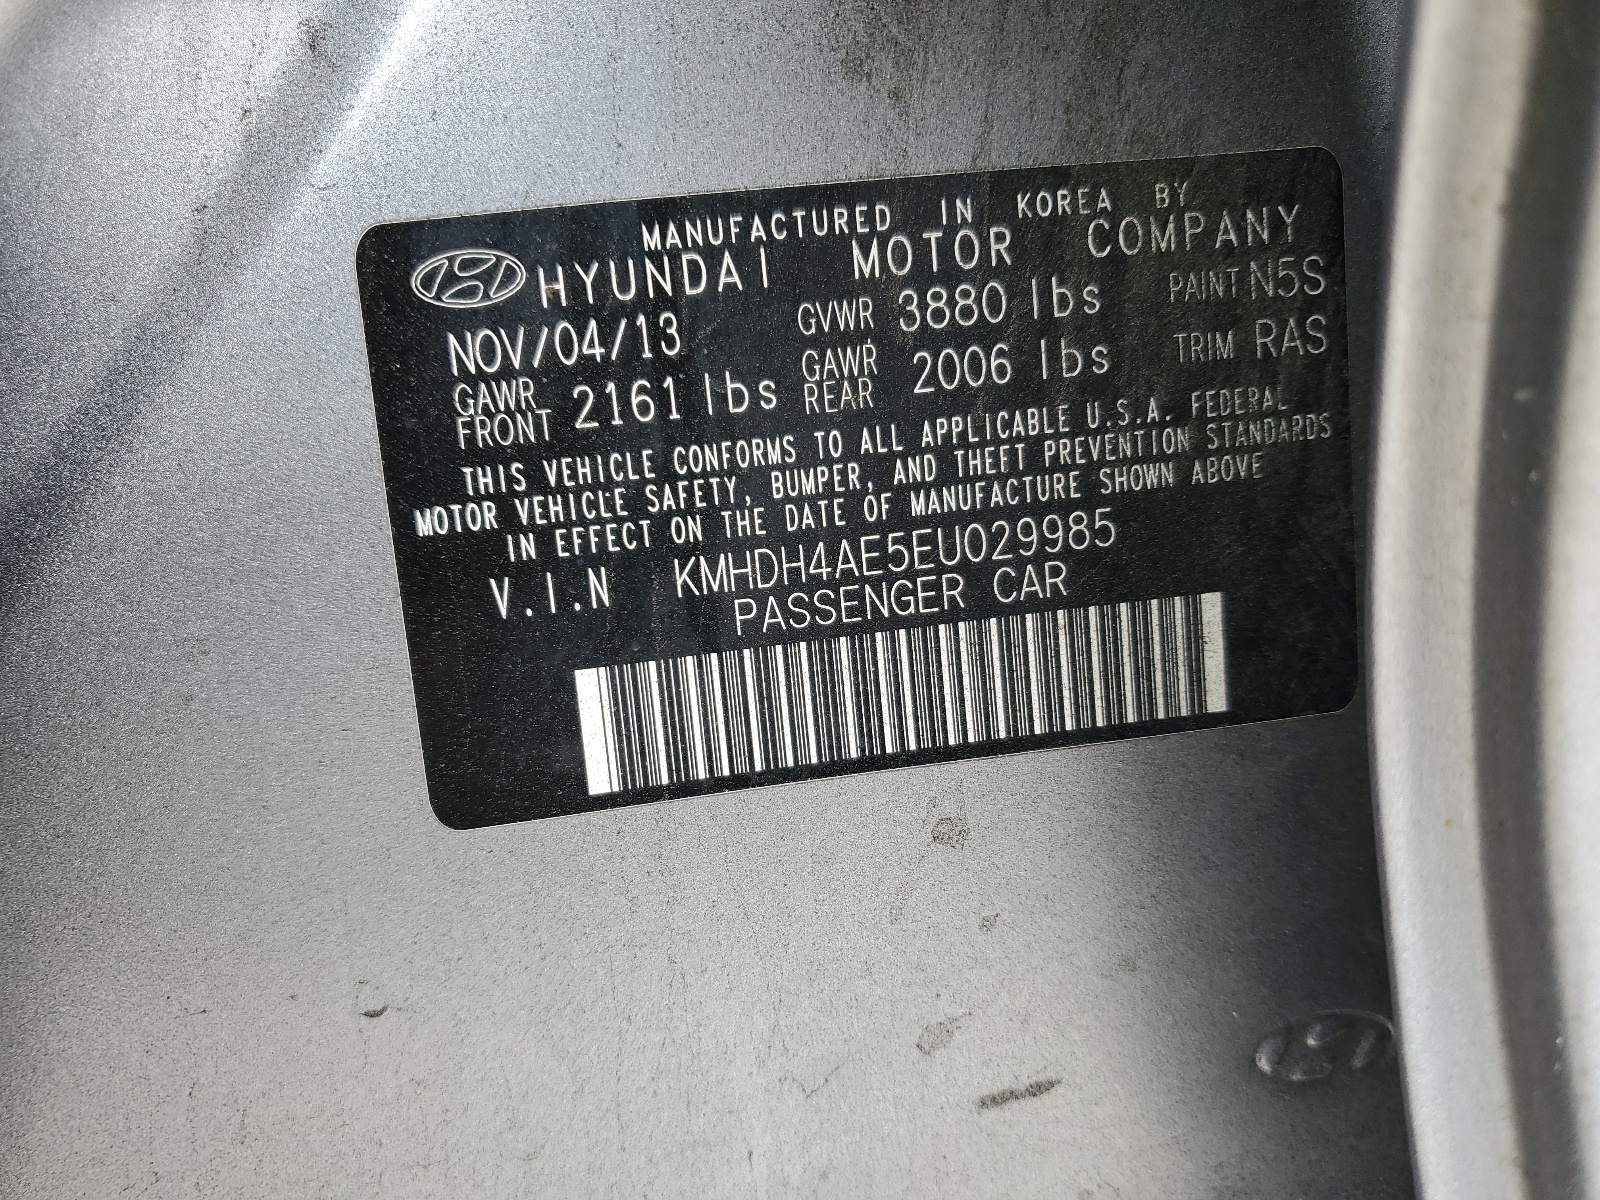 MANUFACTURED IN KOREA BY
HYUNDAI MOTOR COMPANY
NOV/04/13 GVWR 3880 lbs PAINT N5S
GAWR FRONT 2161 lbs GAWR REAR 2006 lbs TRIM RAS
THIS VEHICLE CONFORMS TO ALL APPLICABLE U.S.A. FEDERAL
MOTOR VEHICLE SAFETY, BUMPER, AND THEFT PREVENTION STANDARDS
IN EFFECT ON THE DATE OF MANUFACTURE SHOWN ABOVE
V.I.N KMHDH4AE5EU029985
PASSENGER CAR